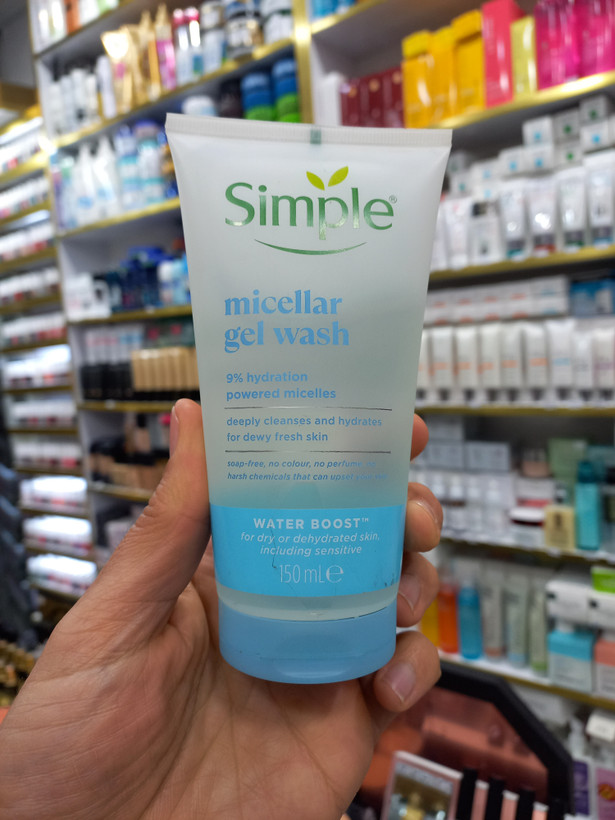 Simple®
micellar
gel wash
9% hydration
powered micelles
deeply cleanses and hydrates
for dewy fresh skin
soap-free, no colour, no perfume
harsh chemicals that can upset
WATER BOOST™
for dry or dehydrated skin,
including sensitive
150 mL℮